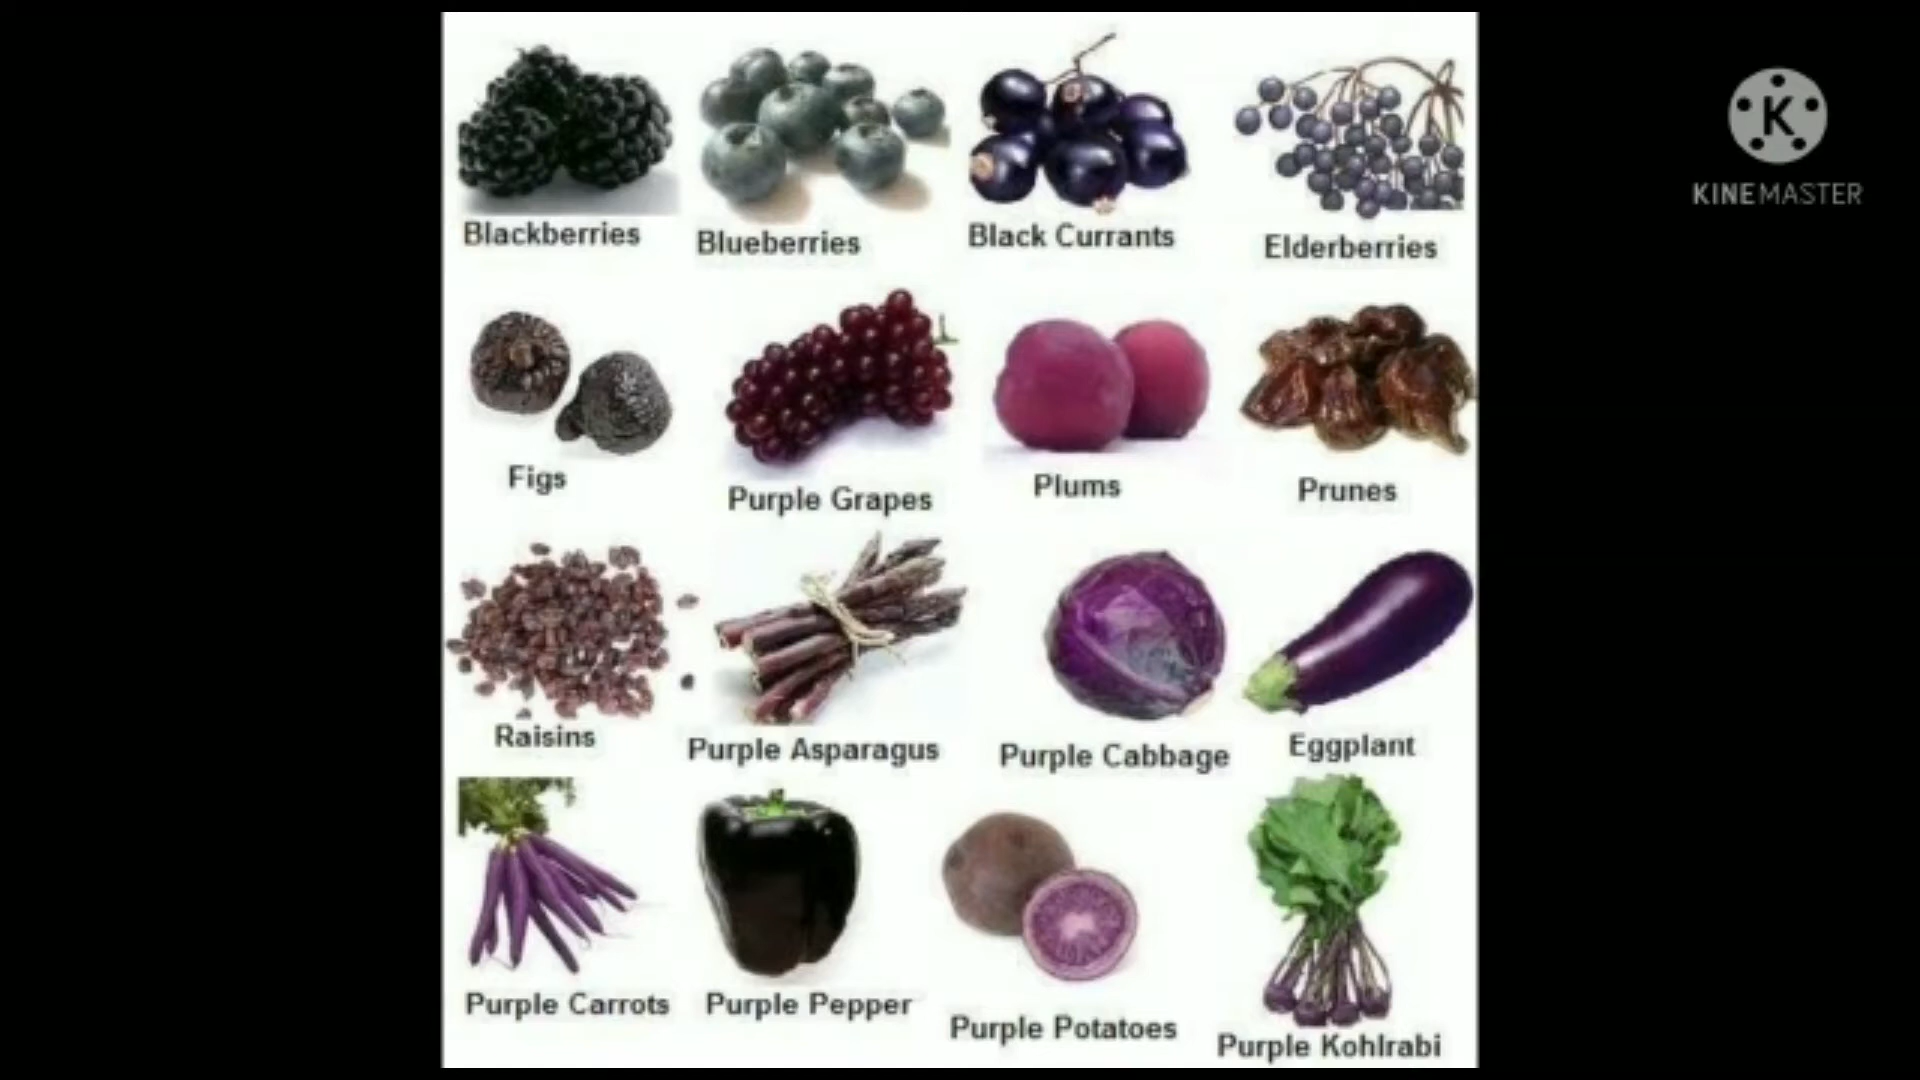 K
KINEMASTER
Blackberries
Blueberries
Black Currants
Elderberries
Figs
Purple Grapes
Plums
Prunes
Raisins
Purple Asparagus
Purple Cabbage
Eggplant
Purple Carrots
Purple Pepper
Purple Potatoes
Purple Kohlrabi